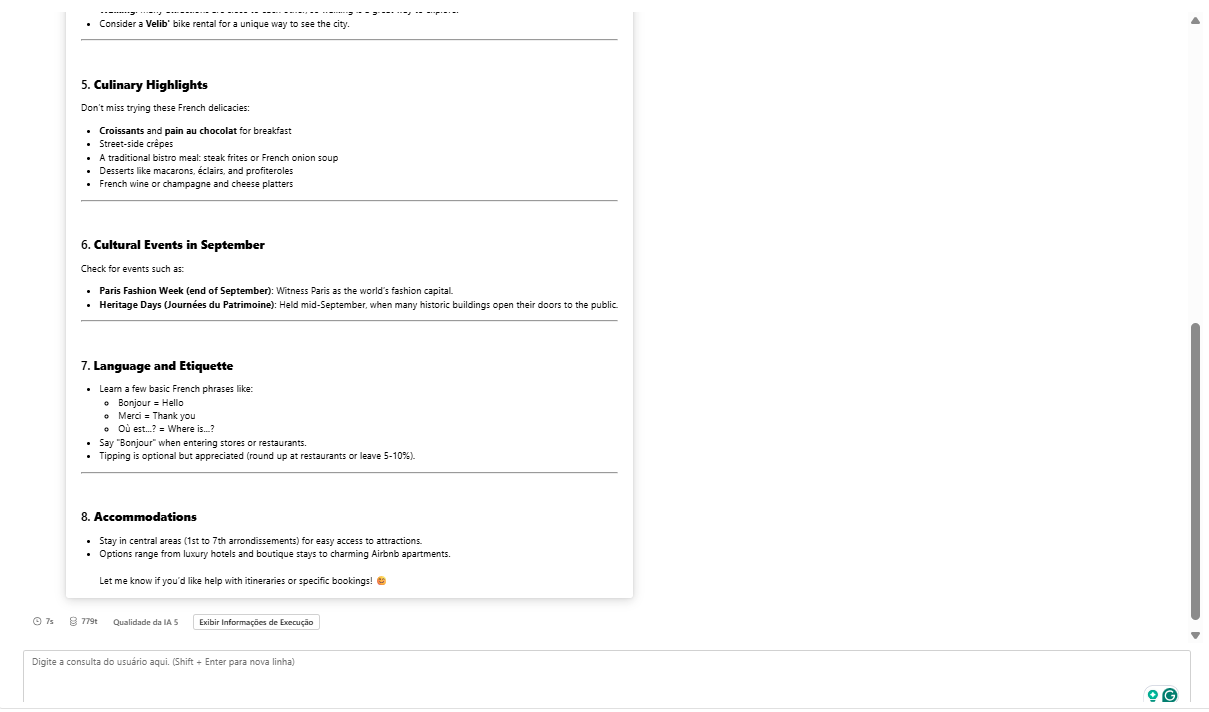 Consider a Velib' bike rental for a unique way to see the city.
5. Culinary Highlights
Don't miss trying these French delicacies:
Croissants and pain au chocolat for breakfast
Street-side crêpes
A traditional bistro meal: steak frites or French onion soup
Desserts like macarons, éclairs, and profiteroles
French wine or champagne and cheese platters
6. Cultural Events in September
Check for events such as:
Paris Fashion Week (end of September): Witness Paris as the world's fashion capital.
Heritage Days (Journées du Patrimoine): Held mid-September, when many historic buildings open their doors to the public.
7. Language and Etiquette
Learn a few basic French phrases like:
Bonjour = Hello
Merci = Thank you
Où est...? = Where is...?
Say "Bonjour" when entering stores or restaurants.
Tipping is optional but appreciated (round up at restaurants or leave 5-10%).
8. Accommodations
Stay in central areas (1st to 7th arrondissements) for easy access to attractions.
Options range from luxury hotels and boutique stays to charming Airbnb apartments.
Let me know if you'd like help with itineraries or specific bookings! 😊
7s 779t Qualidade da IA 5 Exibir Informações de Execução
Digite a consulta do usuário aqui. (Shift + Enter para nova linha)